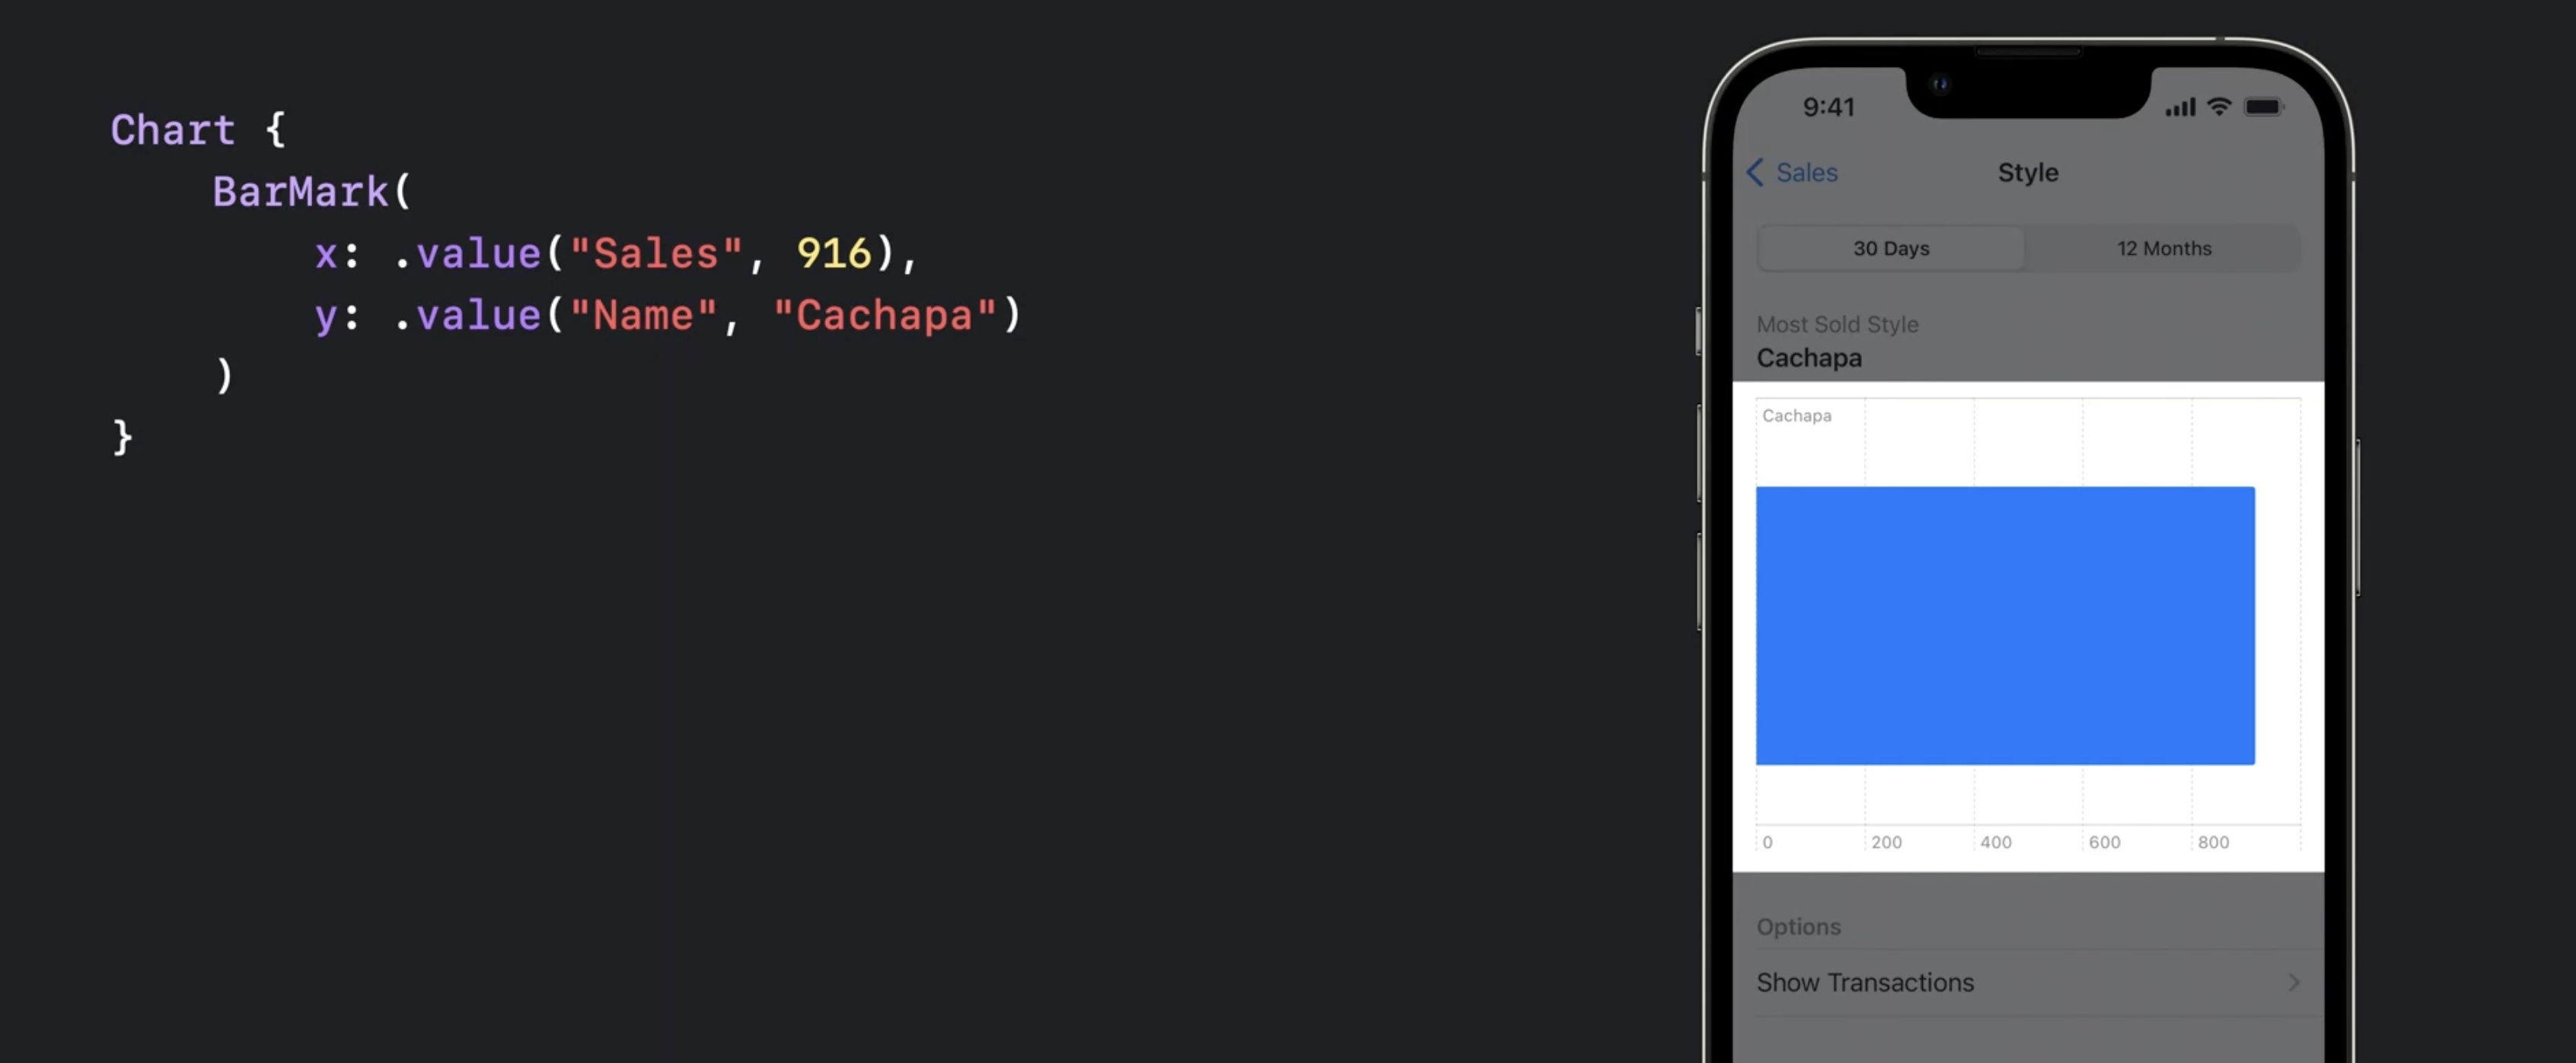 Chart {
BarMark(
x: .value("Sales", 916),
y: .value("Name", "Cachapa")
)
}
9:41
Sales
Style
30 Days
12 Months
Most Sold Style
Cachapa
Cachapa
0 200 400 600 800
Options
Show Transactions